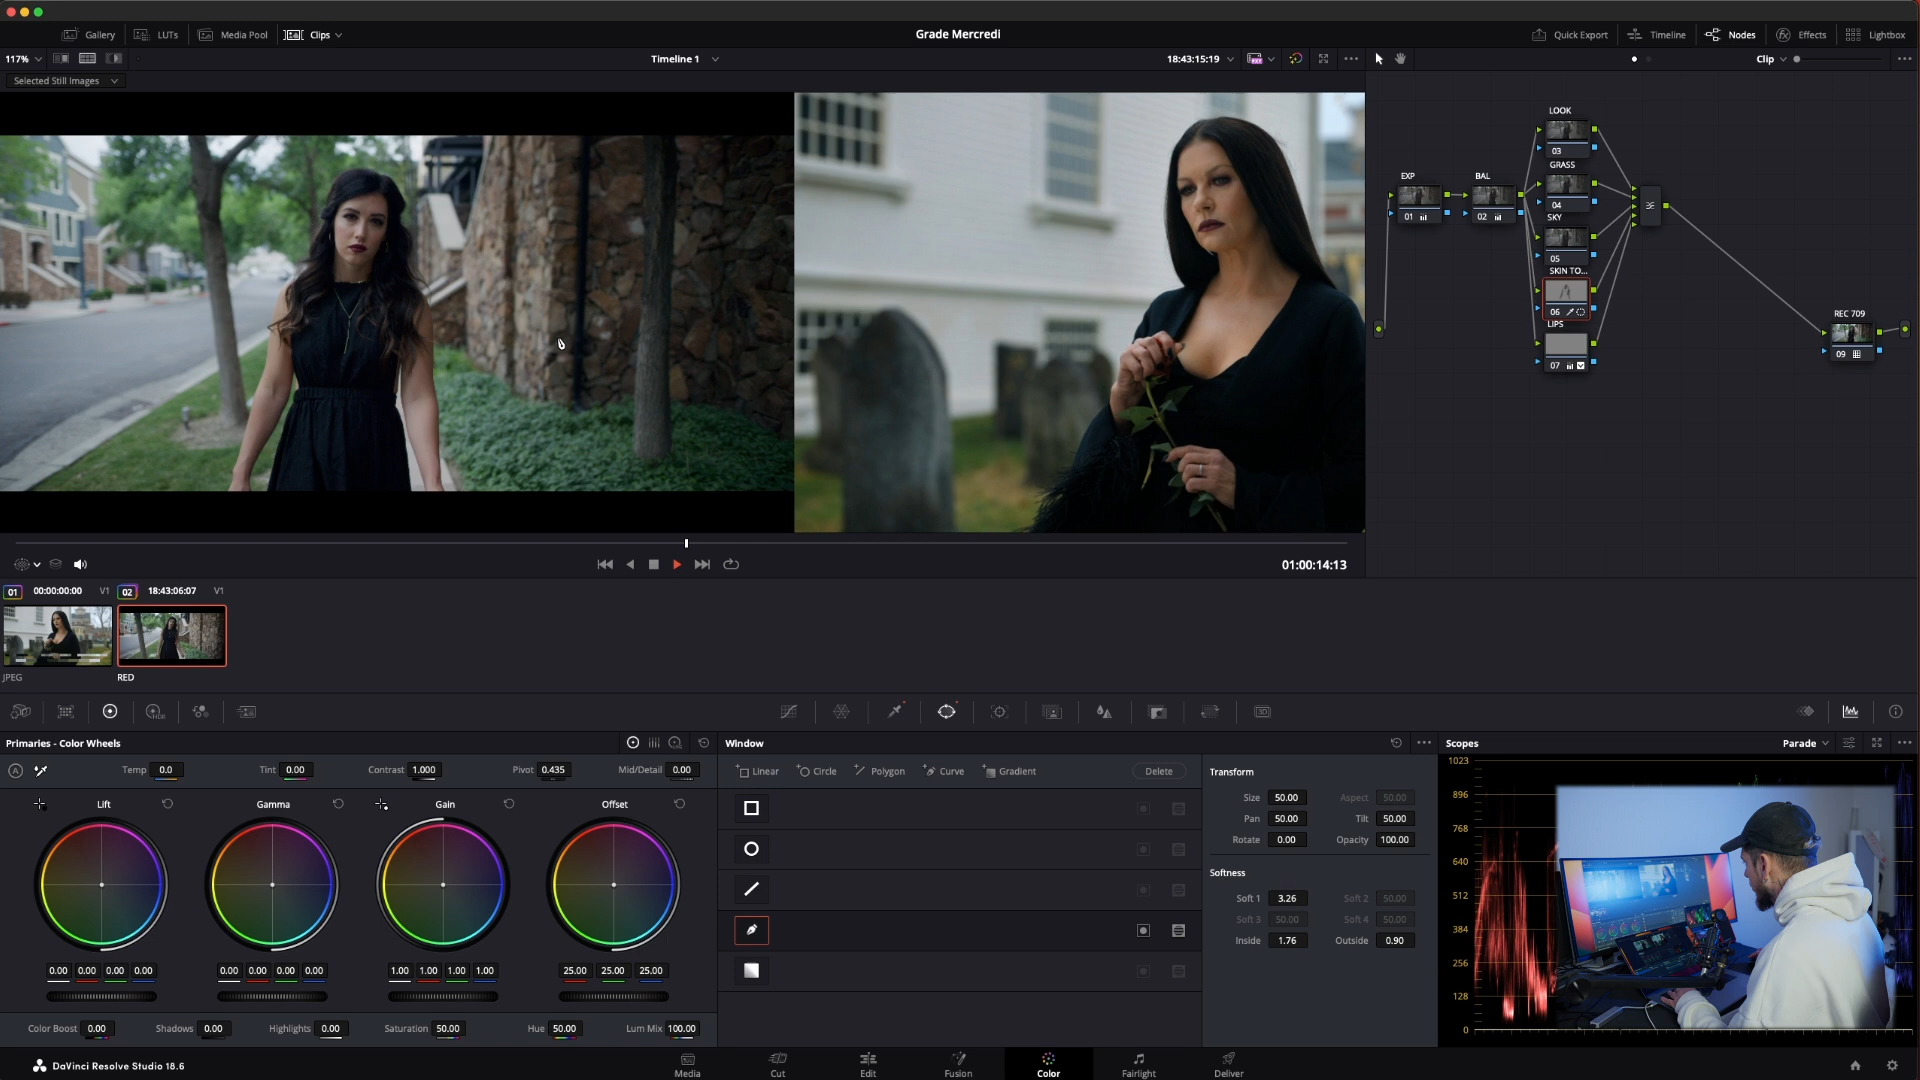 Gallery LUTs Media Pool Clips Grade Mercredi Quick Export Timeline Nodes Effects Lightbox
117% Timeline 1 18:43:15:19 Clip
Selected Still Images
LOOK
03
GRASS
04
SKY
05
SKIN TO...
06
LIPS
07
EXP
01
BAL
02
REC 709
09
01:00:14:13
01 00:00:00:00 V1 02 18:43:06:07 V1
JPEG RED
HDR
3D
Primaries - Color Wheels
A Temp 0.0 Tint 0.00 Contrast 1.000 Pivot 0.435 Mid/Detail 0.00
Lift Gamma Gain Offset
0.00 0.00 0.00 0.00 0.00 0.00 0.00 0.00 1.00 1.00 1.00 1.00 25.00 25.00 25.00
Color Boost 0.00 Shadows 0.00 Highlights 0.00 Saturation 50.00 Hue 50.00 Lum Mix 100.00
Window
Linear Circle Polygon Curve Gradient Delete
Transform
Size 50.00 Aspect 50.00
Pan 50.00 Tilt 50.00
Rotate 0.00 Opacity 100.00
Softness
Soft 1 3.26 Soft 2 50.00
Soft 3 50.00 Soft 4 50.00
Inside 1.76 Outside 0.90
Scopes Parade
1023
896
768
640
512
384
256
128
0
DaVinci Resolve Studio 18.6
Media Cut Edit Fusion Color Fairlight Deliver